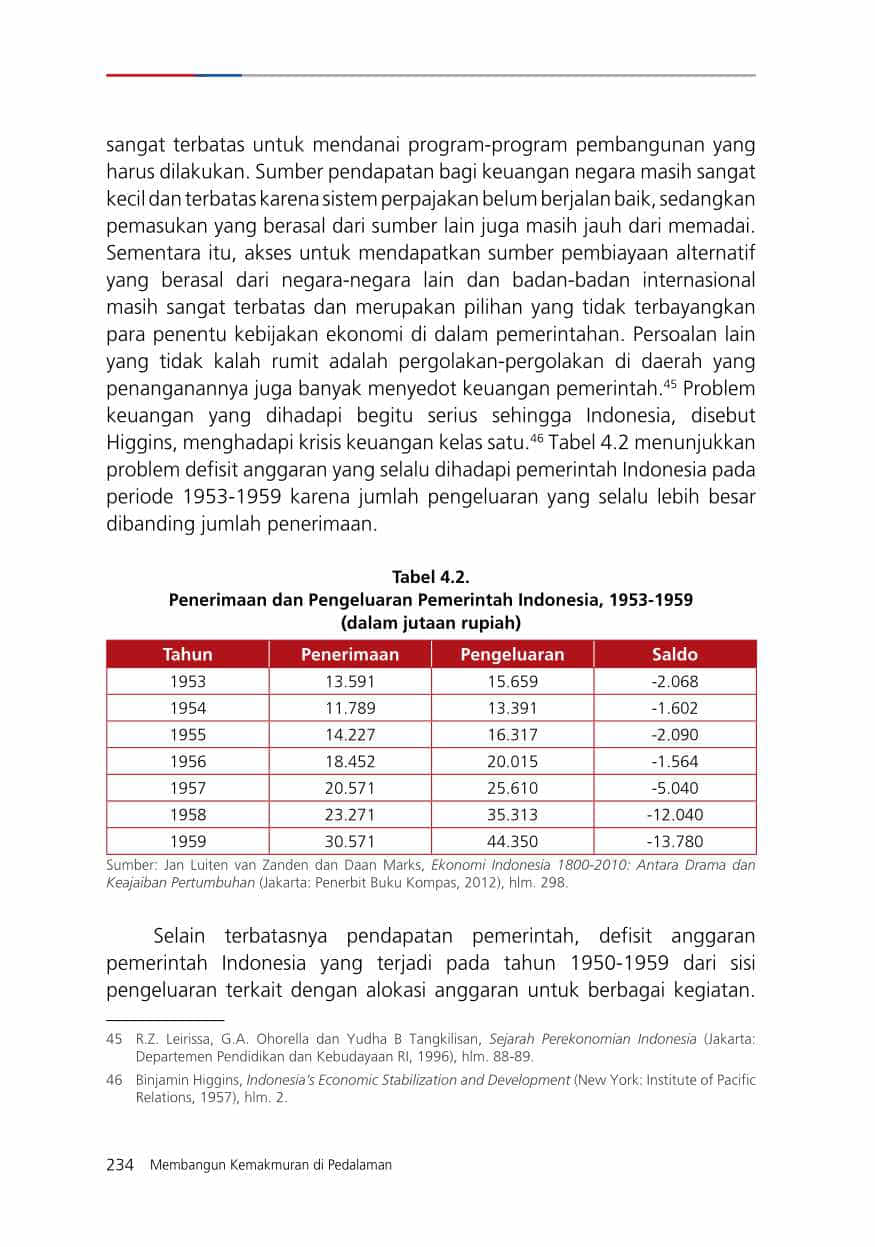 sangat terbatas untuk mendanai program-program pembangunan yang
harus dilakukan. Sumber pendapatan bagi keuangan negara masih sangat
kecil dan terbatas karena sistem perpajakan belum berjalan baik, sedangkan
pemasukan yang berasal dari sumber lain juga masih jauh dari memadai.
Sementara itu, akses untuk mendapatkan sumber pembiayaan alternatif
yang berasal dari negara-negara lain dan badan-badan internasional
masih sangat terbatas dan merupakan pilihan yang tidak terbayangkan
para penentu kebijakan ekonomi di dalam pemerintahan. Persoalan lain
yang tidak kalah rumit adalah pergolakan-pergolakan di daerah yang
penanganannya juga banyak menyedot keuangan pemerintah.45 Problem
keuangan yang dihadapi begitu serius sehingga Indonesia, disebut
Higgins, menghadapi krisis keuangan kelas satu.46 Tabel 4.2 menunjukkan
problem defisit anggaran yang selalu dihadapi pemerintah Indonesia pada
periode 1953-1959 karena jumlah pengeluaran yang selalu lebih besar
dibanding jumlah penerimaan.
Tabel 4.2.
Penerimaan dan Pengeluaran Pemerintah Indonesia, 1953-1959
(dalam jutaan rupiah)
Tahun Penerimaan Pengeluaran Saldo
1953 13.591 15.659 -2.068
1954 11.789 13.391 -1.602
1955 14.227 16.317 -2.090
1956 18.452 20.015 -1.564
1957 20.571 25.610 -5.040
1958 23.271 35.313 -12.040
1959 30.571 44.350 -13.780
Sumber: Jan Luiten van Zanden dan Daan Marks, Ekonomi Indonesia 1800-2010: Antara Drama dan
Keajaiban Pertumbuhan (Jakarta: Penerbit Buku Kompas, 2012), hlm. 298.
Selain terbatasnya pendapatan pemerintah, defisit anggaran
pemerintah Indonesia yang terjadi pada tahun 1950-1959 dari sisi
pengeluaran terkait dengan alokasi anggaran untuk berbagai kegiatan.
45 R.Z. Leirissa, G.A. Ohorella dan Yudha B Tangkilisan, Sejarah Perekonomian Indonesia (Jakarta:
Departemen Pendidikan dan Kebudayaan RI, 1996), hlm. 88-89.
46 Binjamin Higgins, Indonesia's Economic Stabilization and Development (New York: Institute of Pacific
Relations, 1957), hlm. 2.
234 Membangun Kemakmuran di Pedalaman